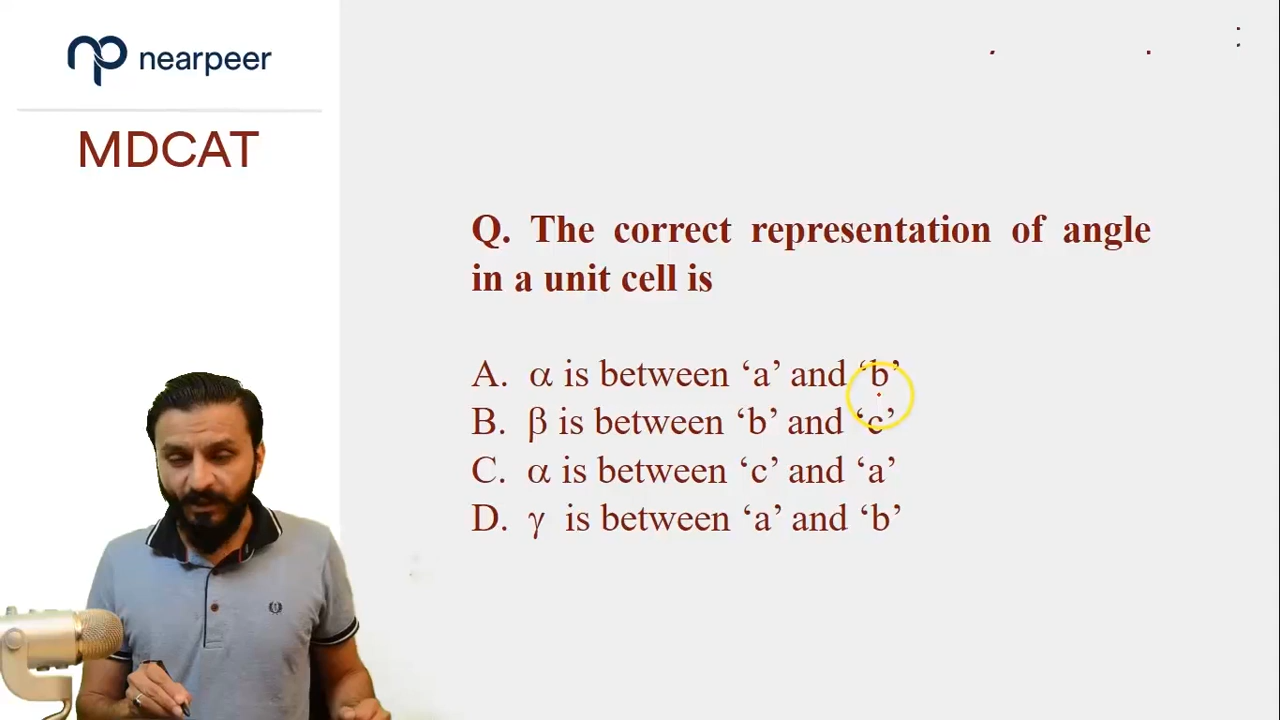 nearpeer
MDCAT
Q. The correct representation of angle
in a unit cell is
A. α is between ‘a’ and ‘b’
B. β is between ‘b’ and ‘c’
C. α is between ‘c’ and ‘a’
D. γ is between ‘a’ and ‘b’